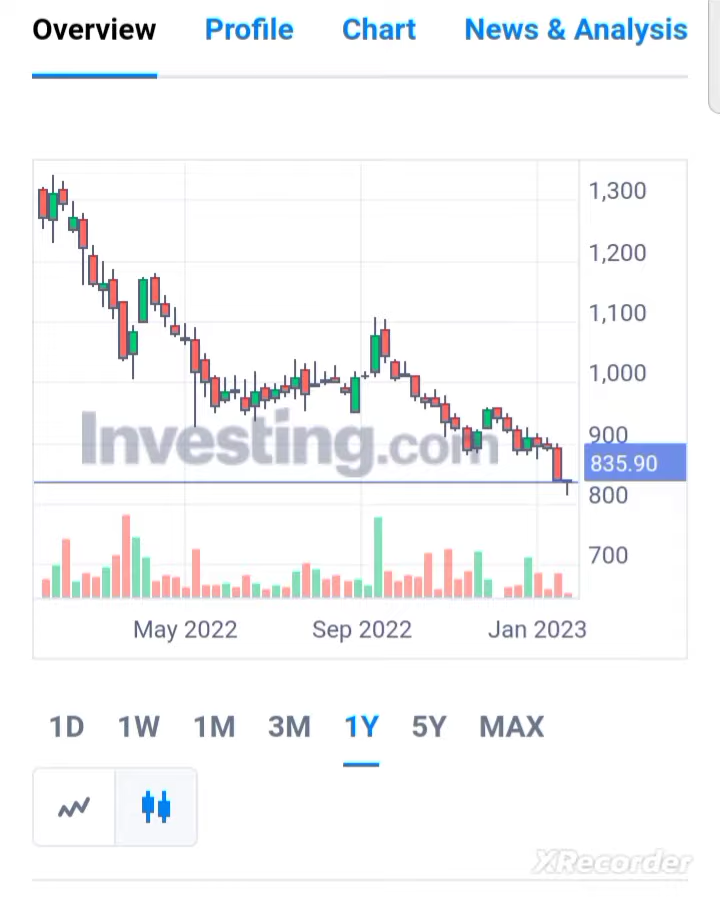 Overview Profile Chart News & Analysis
1,300
1,200
1,100
1,000
900
835.90
800
700
Investing.com
May 2022 Sep 2022 Jan 2023
1D 1W 1M 3M 1Y 5Y MAX
XRecorder